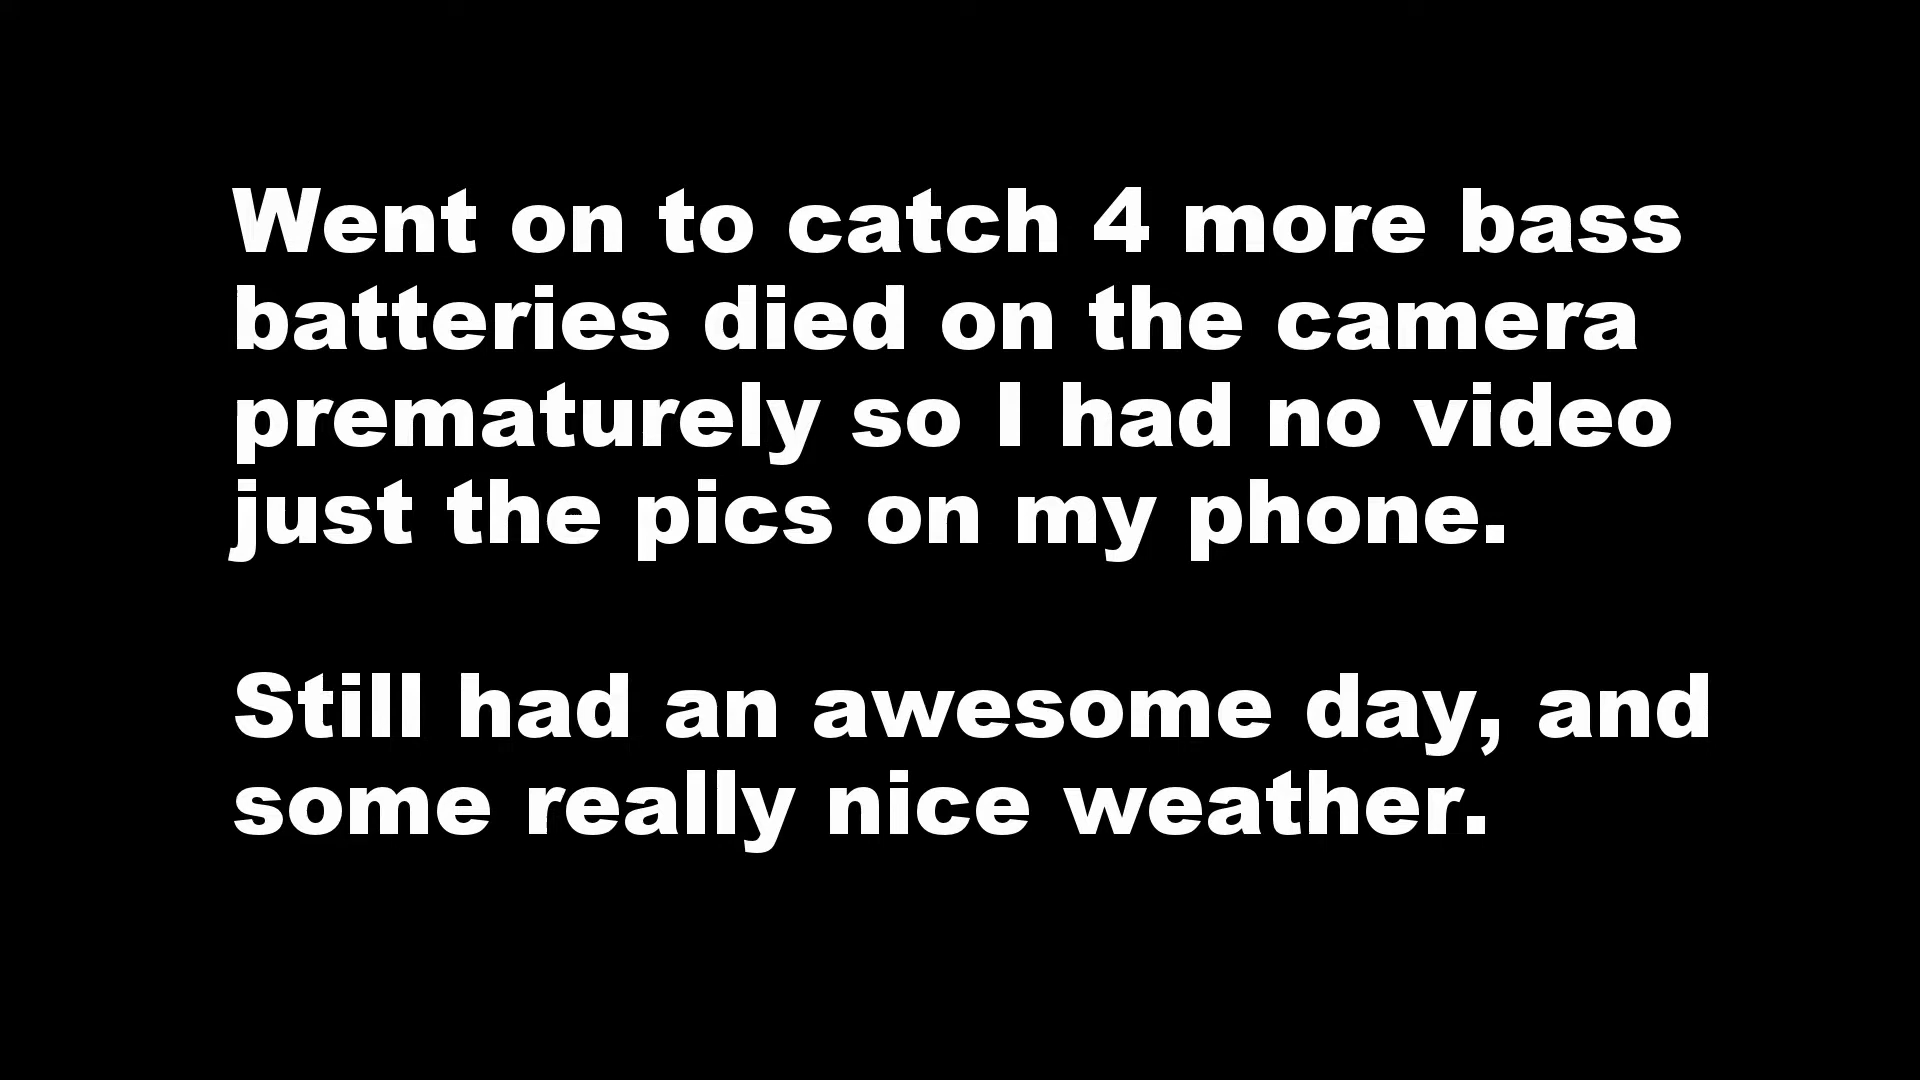 Went on to catch 4 more bass
batteries died on the camera
prematurely so I had no video
just the pics on my phone.
Still had an awesome day, and
some really nice weather.